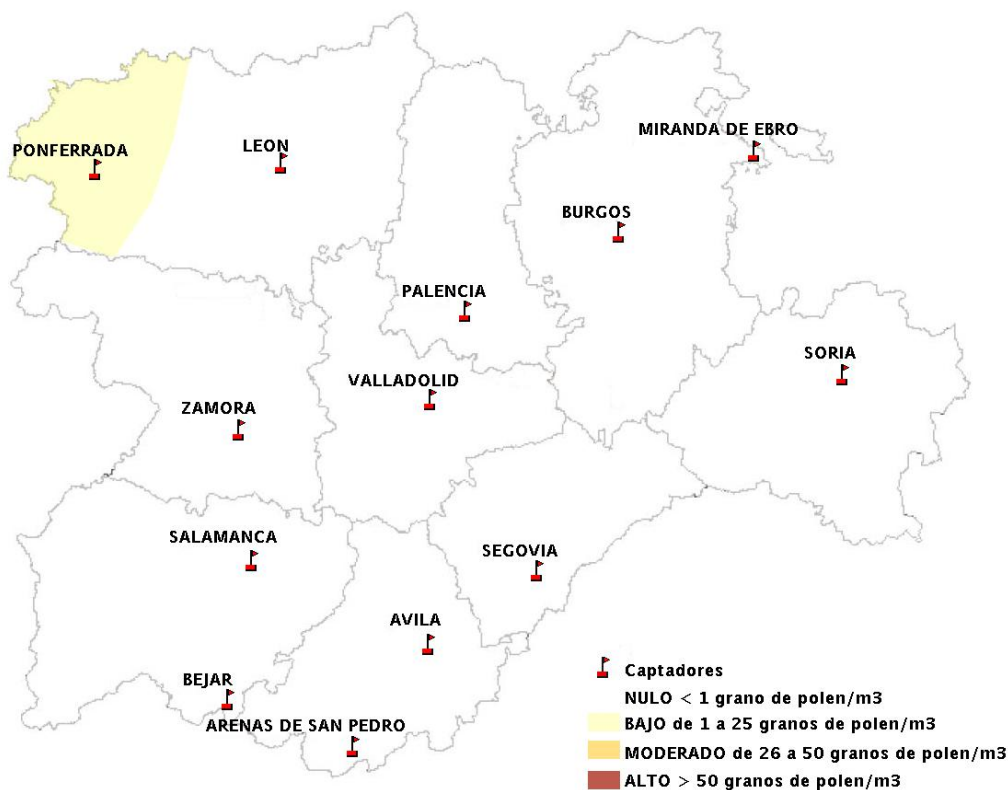 MIRANDA DE EBRO
PONFERRADA
LEON
BURGOS
PALENCIA
SORIA
VALLADOLID
ZAMORA
SALAMANCA
SEGOVIA
AVILA
BEJAR
ARENAS DE SAN PEDRO
Captadores
NULO < 1 grano de polen/m3
BAJO de 1 a 25 granos de polen/m3
MODERADO de 26 a 50 granos de polen/m3
ALTO > 50 granos de polen/m3